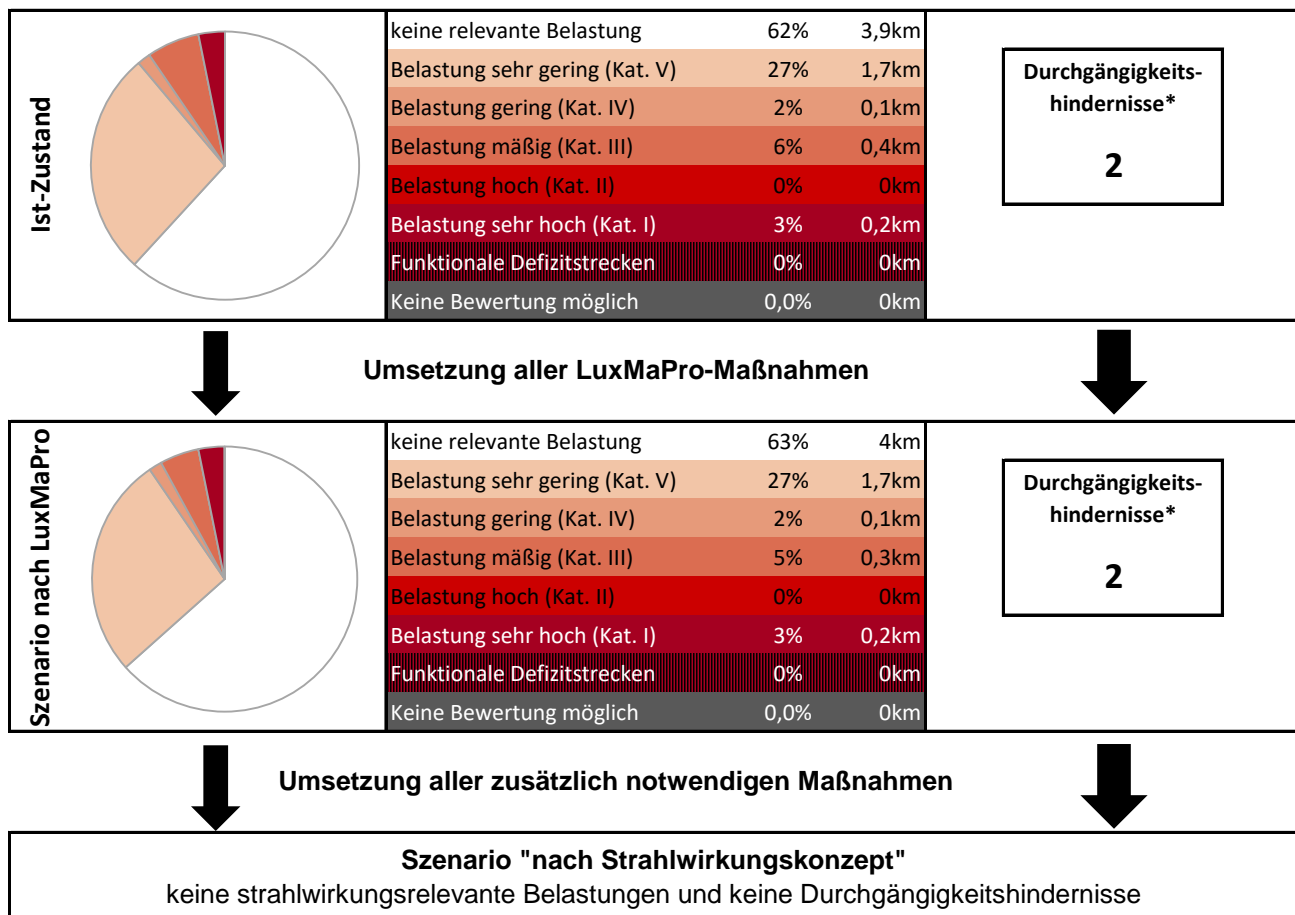 Ist-Zustand
keine relevante Belastung 62% 3,9km
Belastung sehr gering (Kat. V) 27% 1,7km
Belastung gering (Kat. IV) 2% 0,1km
Belastung mäßig (Kat. III) 6% 0,4km
Belastung hoch (Kat. II) 0% 0km
Belastung sehr hoch (Kat. I) 3% 0,2km
Funktionale Defizitstrecken 0% 0km
Keine Bewertung möglich 0,0% 0km
Durchgängigkeits-
hindernisse*
2
Umsetzung aller LuxMaPro-Maßnahmen
Szenario nach LuxMaPro
keine relevante Belastung 63% 4km
Belastung sehr gering (Kat. V) 27% 1,7km
Belastung gering (Kat. IV) 2% 0,1km
Belastung mäßig (Kat. III) 5% 0,3km
Belastung hoch (Kat. II) 0% 0km
Belastung sehr hoch (Kat. I) 3% 0,2km
Funktionale Defizitstrecken 0% 0km
Keine Bewertung möglich 0,0% 0km
Durchgängigkeits-
hindernisse*
2
Umsetzung aller zusätzlich notwendigen Maßnahmen
Szenario "nach Strahlwirkungskonzept"
keine strahlwirkungsrelevante Belastungen und keine Durchgängigkeitshindernisse